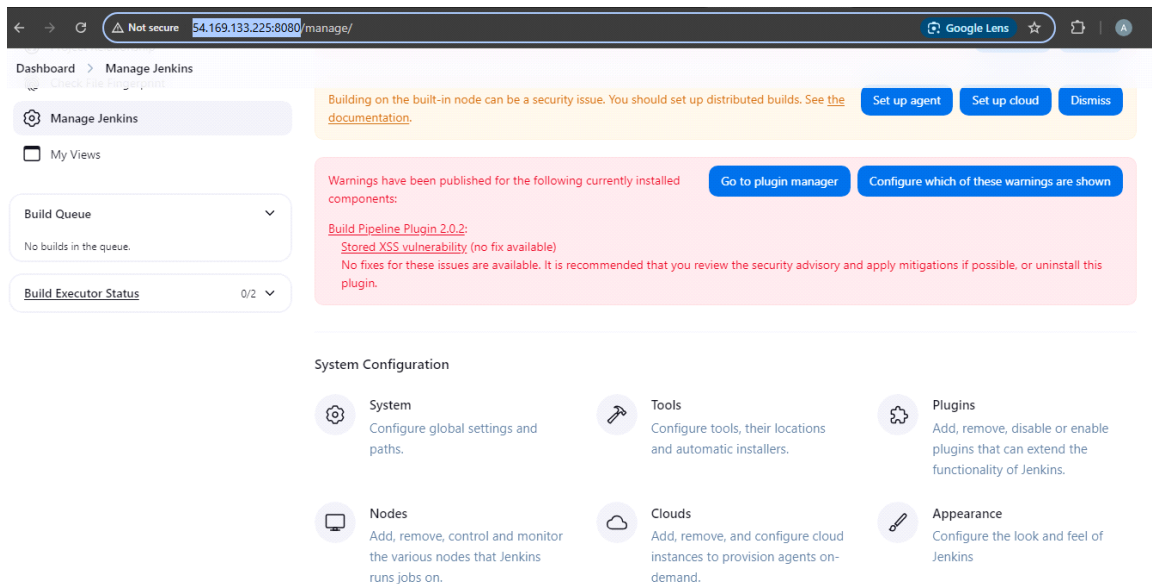 Not secure 54.169.133.225:8080/manage/ Google Lens A
Dashboard > Manage Jenkins
Check File Fingerprint
Building on the built-in node can be a security issue. You should set up distributed builds. See the
documentation.
Set up agent Set up cloud Dismiss
Manage Jenkins
My Views
Warnings have been published for the following currently installed
components:
Go to plugin manager Configure which of these warnings are shown
Build Pipeline Plugin 2.0.2:
Stored XSS vulnerability (no fix available)
No fixes for these issues are available. It is recommended that you review the security advisory and apply mitigations if possible, or uninstall this
plugin.
Build Queue
No builds in the queue.
Build Executor Status 0/2
System Configuration
System
Configure global settings and
paths.
Tools
Configure tools, their locations
and automatic installers.
Plugins
Add, remove, disable or enable
plugins that can extend the
functionality of Jenkins.
Nodes
Add, remove, control and monitor
the various nodes that Jenkins
runs jobs on.
Clouds
Add, remove, and configure cloud
instances to provision agents on-
demand.
Appearance
Configure the look and feel of
Jenkins